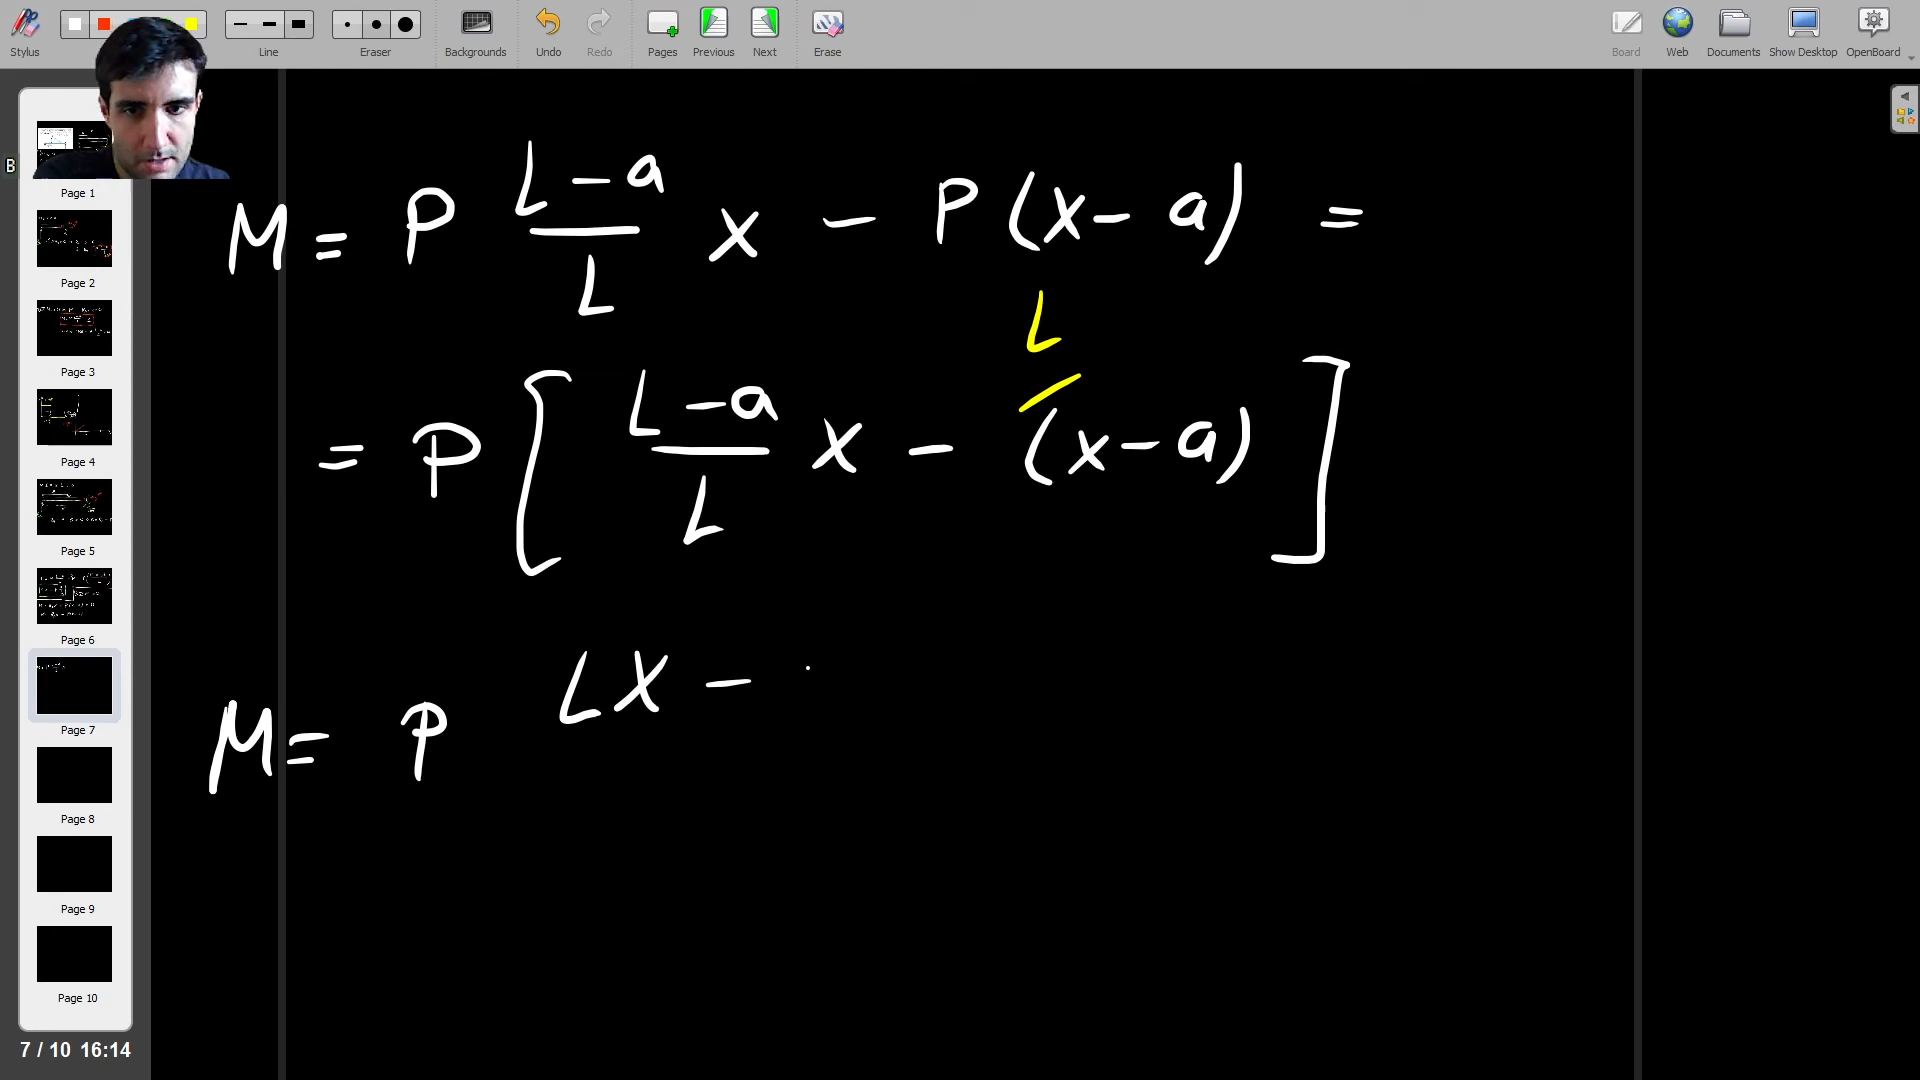 Stylus
Line
Eraser
Backgrounds
Undo
Redo
Pages
Previous
Next
Erase
Board
Web
Documents
Show Desktop
OpenBoard
B
Page 1
Page 2
Page 3
Page 4
Page 5
Page 6
Page 7
Page 8
Page 9
Page 10
7 / 10 16:14
M = P (L-a)/L x - P (x - a) =
L
= P [ (L-a)/L x - (x - a) ]
M = P Lx -